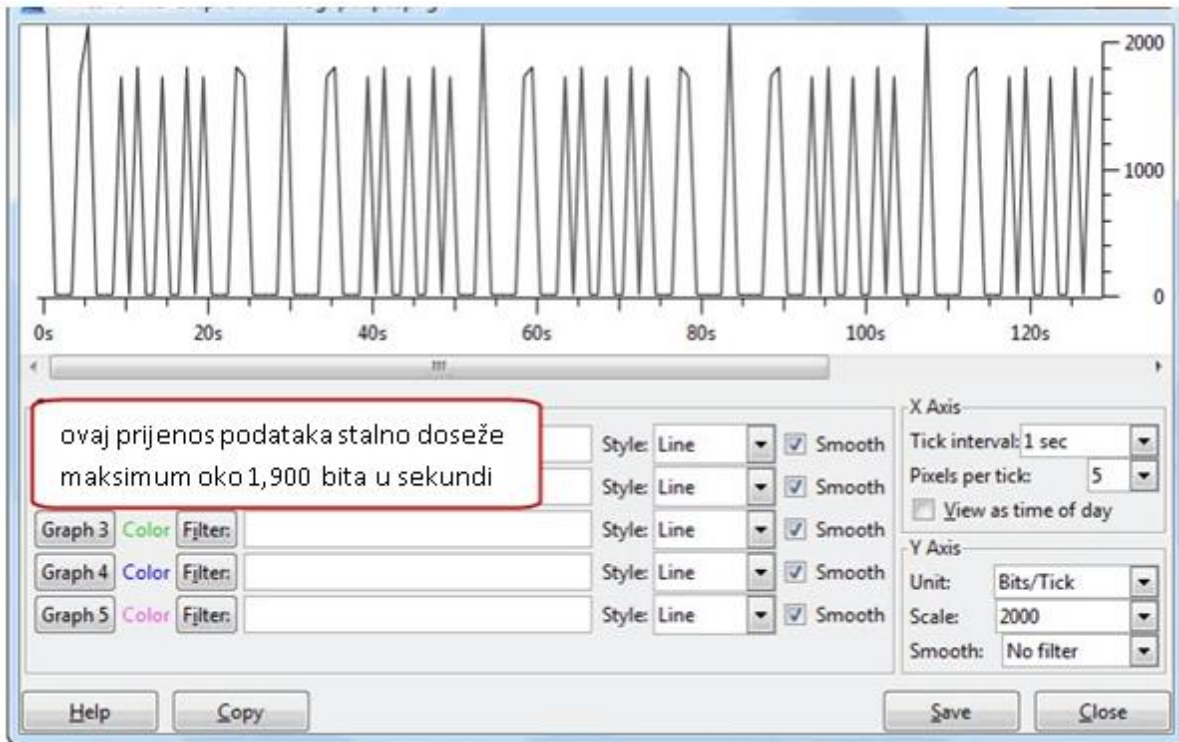 2000
1000
0
0s 20s 40s 60s 80s 100s 120s
ovaj prijenos podataka stalno doseže
maksimum oko 1,900 bita u sekundi
Style: Line Smooth
Style: Line Smooth
Graph 3 Color Filter: Style: Line Smooth
Graph 4 Color Filter: Style: Line Smooth
Graph 5 Color Filter: Style: Line Smooth
X Axis
Tick interval: 1 sec
Pixels per tick: 5
View as time of day
Y Axis
Unit: Bits/Tick
Scale: 2000
Smooth: No filter
Help Copy Save Close